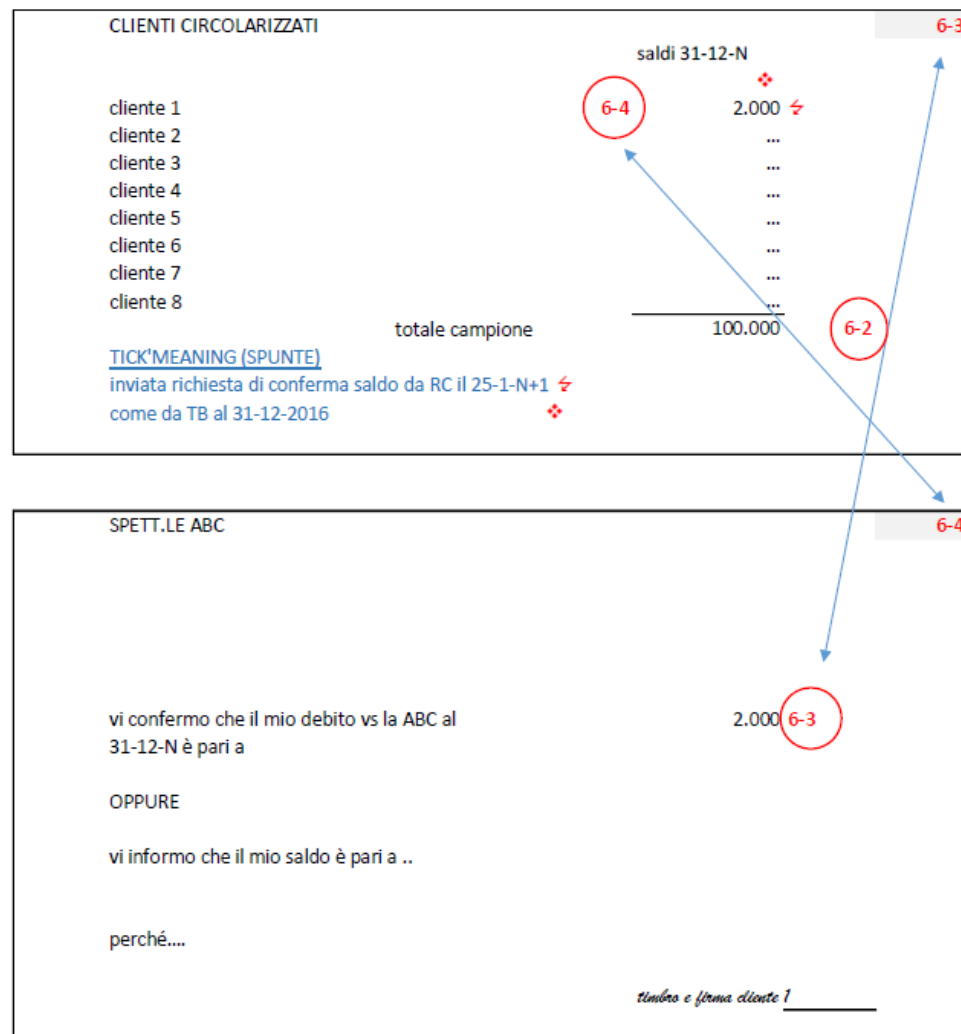 CLIENTI CIRCOLARIZZATI 6-3
saldi 31-12-N
cliente 1 6-4 2.000
cliente 2 ...
cliente 3 ...
cliente 4 ...
cliente 5 ...
cliente 6 ...
cliente 7 ...
cliente 8 ...
totale campione 100.000 6-2
TICK'MEANING (SPUNTE)
inviata richiesta di conferma saldo da RC il 25-1-N+1
come da TB al 31-12-2016
SPETT.LE ABC 6-4
vi confermo che il mio debito vs la ABC al 2.000 6-3
31-12-N è pari a
OPPURE
vi informo che il mio saldo è pari a ..
perché....
timbro e firma cliente 1